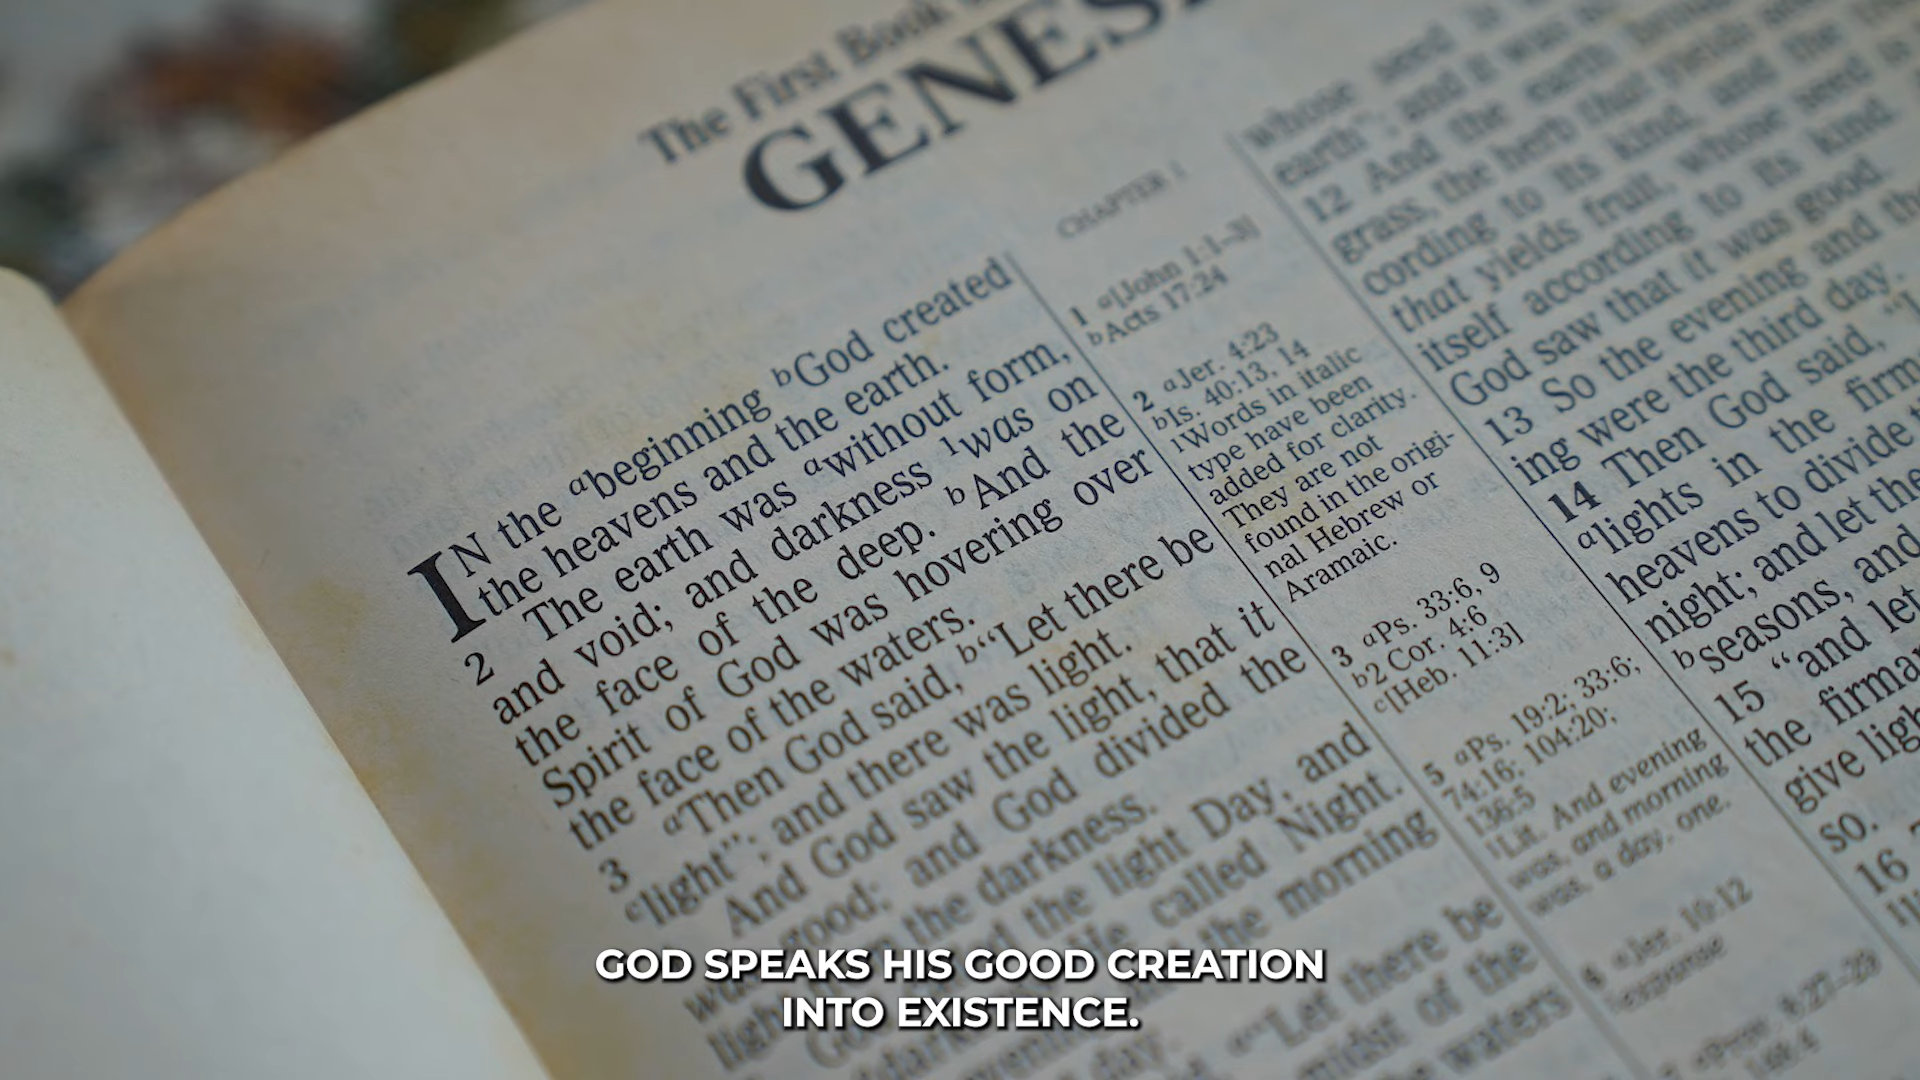 The First Book
GENESI
IN the ᵃbeginning ᵇGod created
the heavens and the earth.
2 The earth was ᵃwithout form,
and void; and darkness ¹was on
the face of the deep. ᵇAnd the
Spirit of God was hovering over
the face of the waters.
3 ᵃThen God said, ᵇ“Let there be
ᶜlight”; and there was light.
And God saw the light, that it
was good; and God divided the
the darkness.
the light Day, and
called Night.
the morning
day.
“Let there be
midst of the
waters
CHAPTER 1
1 ᵃ[John 1:1–3]
ᵇActs 17:24
2 ᵃJer. 4:23
ᵇIs. 40:13, 14
¹Words in italic
type have been
added for clarity.
They are not
found in the origi-
nal Hebrew or
Aramaic.
3 ᵃPs. 33:6, 9
ᵇ2 Cor. 4:6
ᶜ[Heb. 11:3]
5 ᵃPs. 19:2; 33:6;
74:16; 104:20;
136:5
¹Lit. And evening
was, and morning
was, a day, one.
6 ᵃJer. 10:12
¹expanse
whose seed is
earth”; and it was
12 And the earth
grass, the herb that yields
cording to its kind, and the
that yields fruit, whose seed is
itself according to its kind.
God saw that it was good.
13 So the evening and the
ing were the third day.
14 Then God said, “L
ᵃlights in the firm
heavens to divide
night; and let the
ᵇseasons, and
15 “and let
the firma
give ligh
so.
16
GOD SPEAKS HIS GOOD CREATION
INTO EXISTENCE.